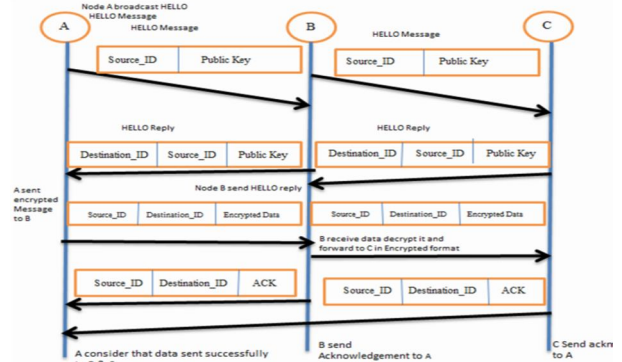 Node A broadcast HELLO
HELLO Message
A
B
C
HELLO Message
HELLO Message
Source_ID Public Key
Source_ID Public Key
HELLO Reply
HELLO Reply
Destination_ID Source_ID Public Key
Destination_ID Source_ID Public Key
Node B send HELLO reply
A sent
encrypted
Message
to B
Source_ID Destination_ID Encrypted Data
Source_ID Destination_ID Encrypted Data
B receive data decrypt it and
forward to C in Encrypted format
Source_ID Destination_ID ACK
Source_ID Destination_ID ACK
A consider that data sent successfully
B send
Acknowledgement to A
C Send ackn
to A